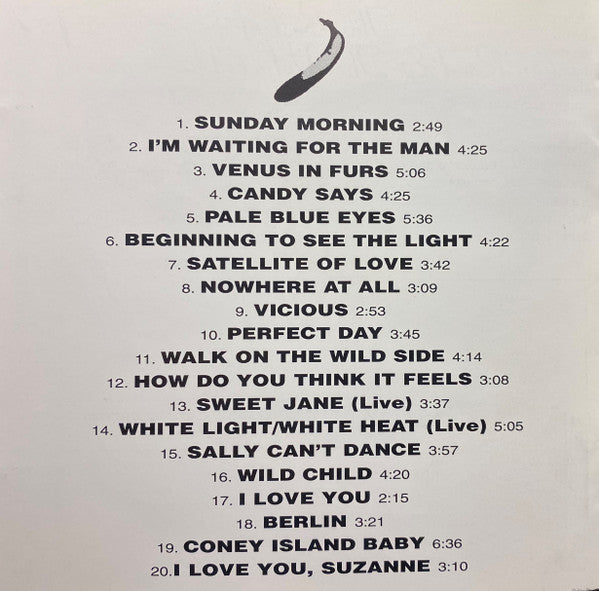 1. SUNDAY MORNING 2:49
2. I'M WAITING FOR THE MAN 4:25
3. VENUS IN FURS 5:06
4. CANDY SAYS 4:25
5. PALE BLUE EYES 5:36
6. BEGINNING TO SEE THE LIGHT 4:22
7. SATELLITE OF LOVE 3:42
8. NOWHERE AT ALL 3:09
9. VICIOUS 2:53
10. PERFECT DAY 3:45
11. WALK ON THE WILD SIDE 4:14
12. HOW DO YOU THINK IT FEELS 3:08
13. SWEET JANE (Live) 3:37
14. WHITE LIGHT/WHITE HEAT (Live) 5:05
15. SALLY CAN'T DANCE 3:57
16. WILD CHILD 4:20
17. I LOVE YOU 2:15
18. BERLIN 3:21
19. CONEY ISLAND BABY 6:36
20.I LOVE YOU, SUZANNE 3:10